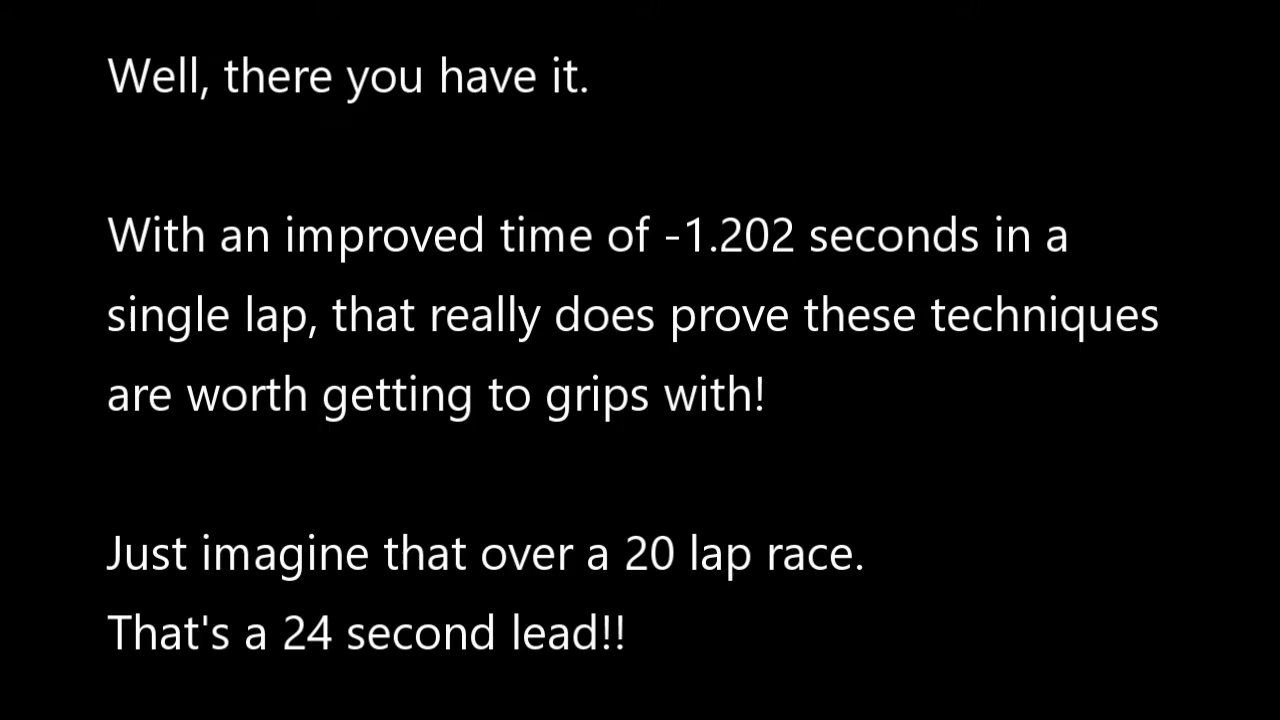 Well, there you have it.
With an improved time of -1.202 seconds in a
single lap, that really does prove these techniques
are worth getting to grips with!
Just imagine that over a 20 lap race.
That's a 24 second lead!!